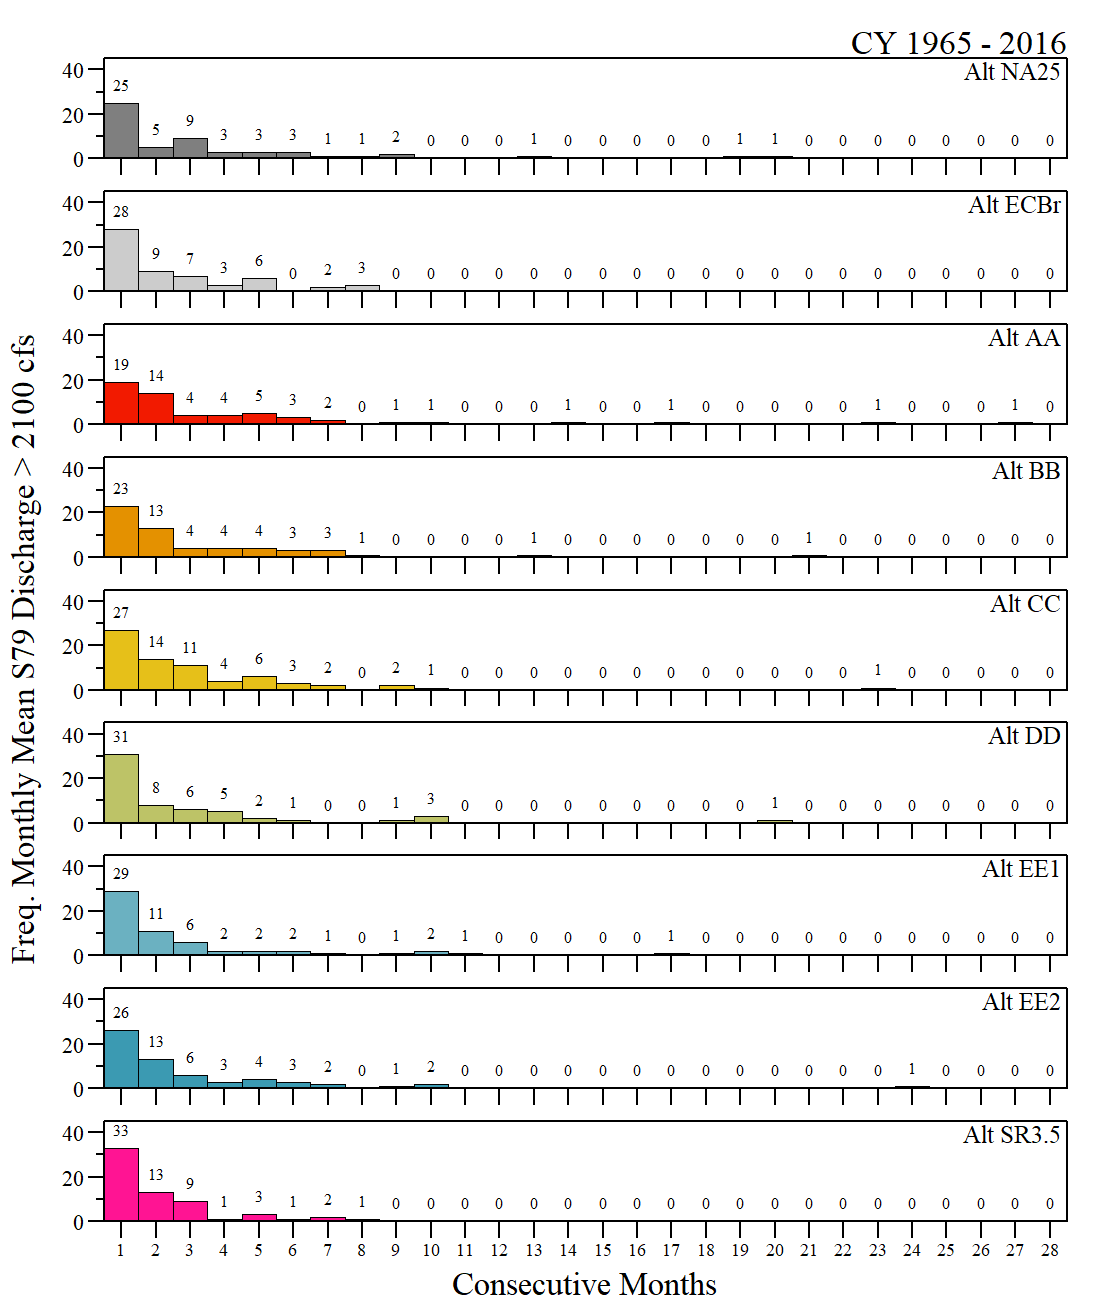 CY 1965 - 2016
Freq. Monthly Mean S79 Discharge > 2100 cfs
Alt NA25
40
20
0
25 5 9 3 3 3 1 1 2 0 0 0 1 0 0 0 0 0 1 1 0 0 0 0 0 0 0 0
Alt ECBr
40
20
0
28 9 7 3 6 0 2 3 0 0 0 0 0 0 0 0 0 0 0 0 0 0 0 0 0 0 0 0
Alt AA
40
20
0
19 14 4 4 5 3 2 0 1 1 0 0 0 1 0 0 1 0 0 0 0 0 1 0 0 0 1 0
Alt BB
40
20
0
23 13 4 4 4 3 3 1 0 0 0 0 1 0 0 0 0 0 0 0 1 0 0 0 0 0 0 0
Alt CC
40
20
0
27 14 11 4 6 3 2 0 2 1 0 0 0 0 0 0 0 0 0 0 0 0 1 0 0 0 0 0
Alt DD
40
20
0
31 8 6 5 2 1 0 0 1 3 0 0 0 0 0 0 0 0 0 1 0 0 0 0 0 0 0 0
Alt EE1
40
20
0
29 11 6 2 2 2 1 0 1 2 1 0 0 0 0 0 1 0 0 0 0 0 0 0 0 0 0 0
Alt EE2
40
20
0
26 13 6 3 4 3 2 0 1 2 0 0 0 0 0 0 0 0 0 0 0 0 0 1 0 0 0 0
Alt SR3.5
40
20
0
33 13 9 1 3 1 2 1 0 0 0 0 0 0 0 0 0 0 0 0 0 0 0 0 0 0 0 0
1 2 3 4 5 6 7 8 9 10 11 12 13 14 15 16 17 18 19 20 21 22 23 24 25 26 27 28
Consecutive Months